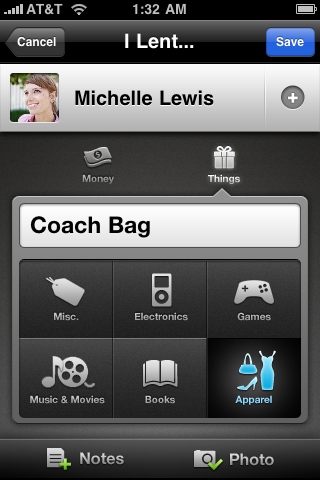 AT&T 1:32 AM
Cancel I Lent... Save
Michelle Lewis
Money Things
Coach Bag
Misc. Electronics Games
Music & Movies Books Apparel
Notes Photo